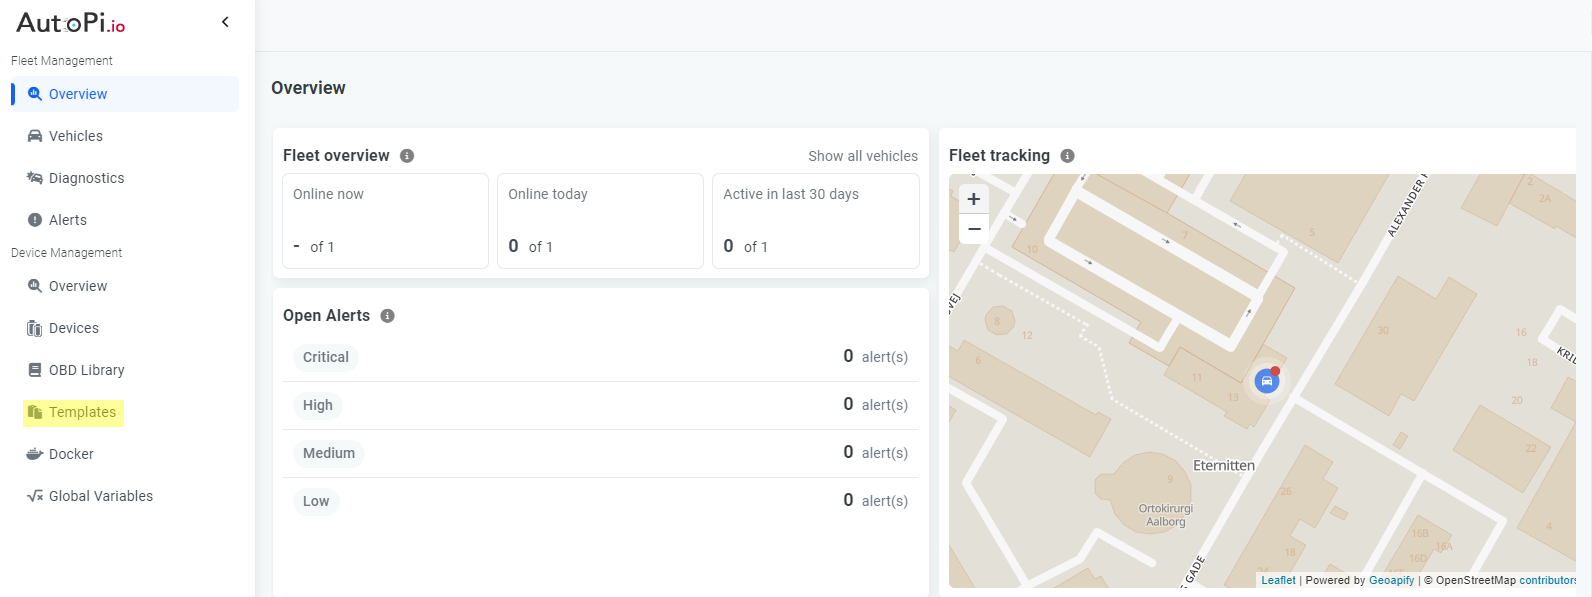 AutoPi.io
Fleet Management
Overview
Vehicles
Diagnostics
Alerts
Device Management
Overview
Devices
OBD Library
Templates
Docker
Global Variables
Overview
Fleet overview
Show all vehicles
Online now
- of 1
Online today
0 of 1
Active in last 30 days
0 of 1
Open Alerts
Critical
0 alert(s)
High
0 alert(s)
Medium
0 alert(s)
Low
0 alert(s)
Fleet tracking
+
−
2
2A
5
7
10
8
12
6
11
13
30
16
18
20
22
9
26
18
4
16B
16A
16D
VEJ
ALEXANDER
KRIL
Eternitten
Ortokirurgi
Aalborg
GADE
Leaflet | Powered by Geoapify | © OpenStreetMap contributors